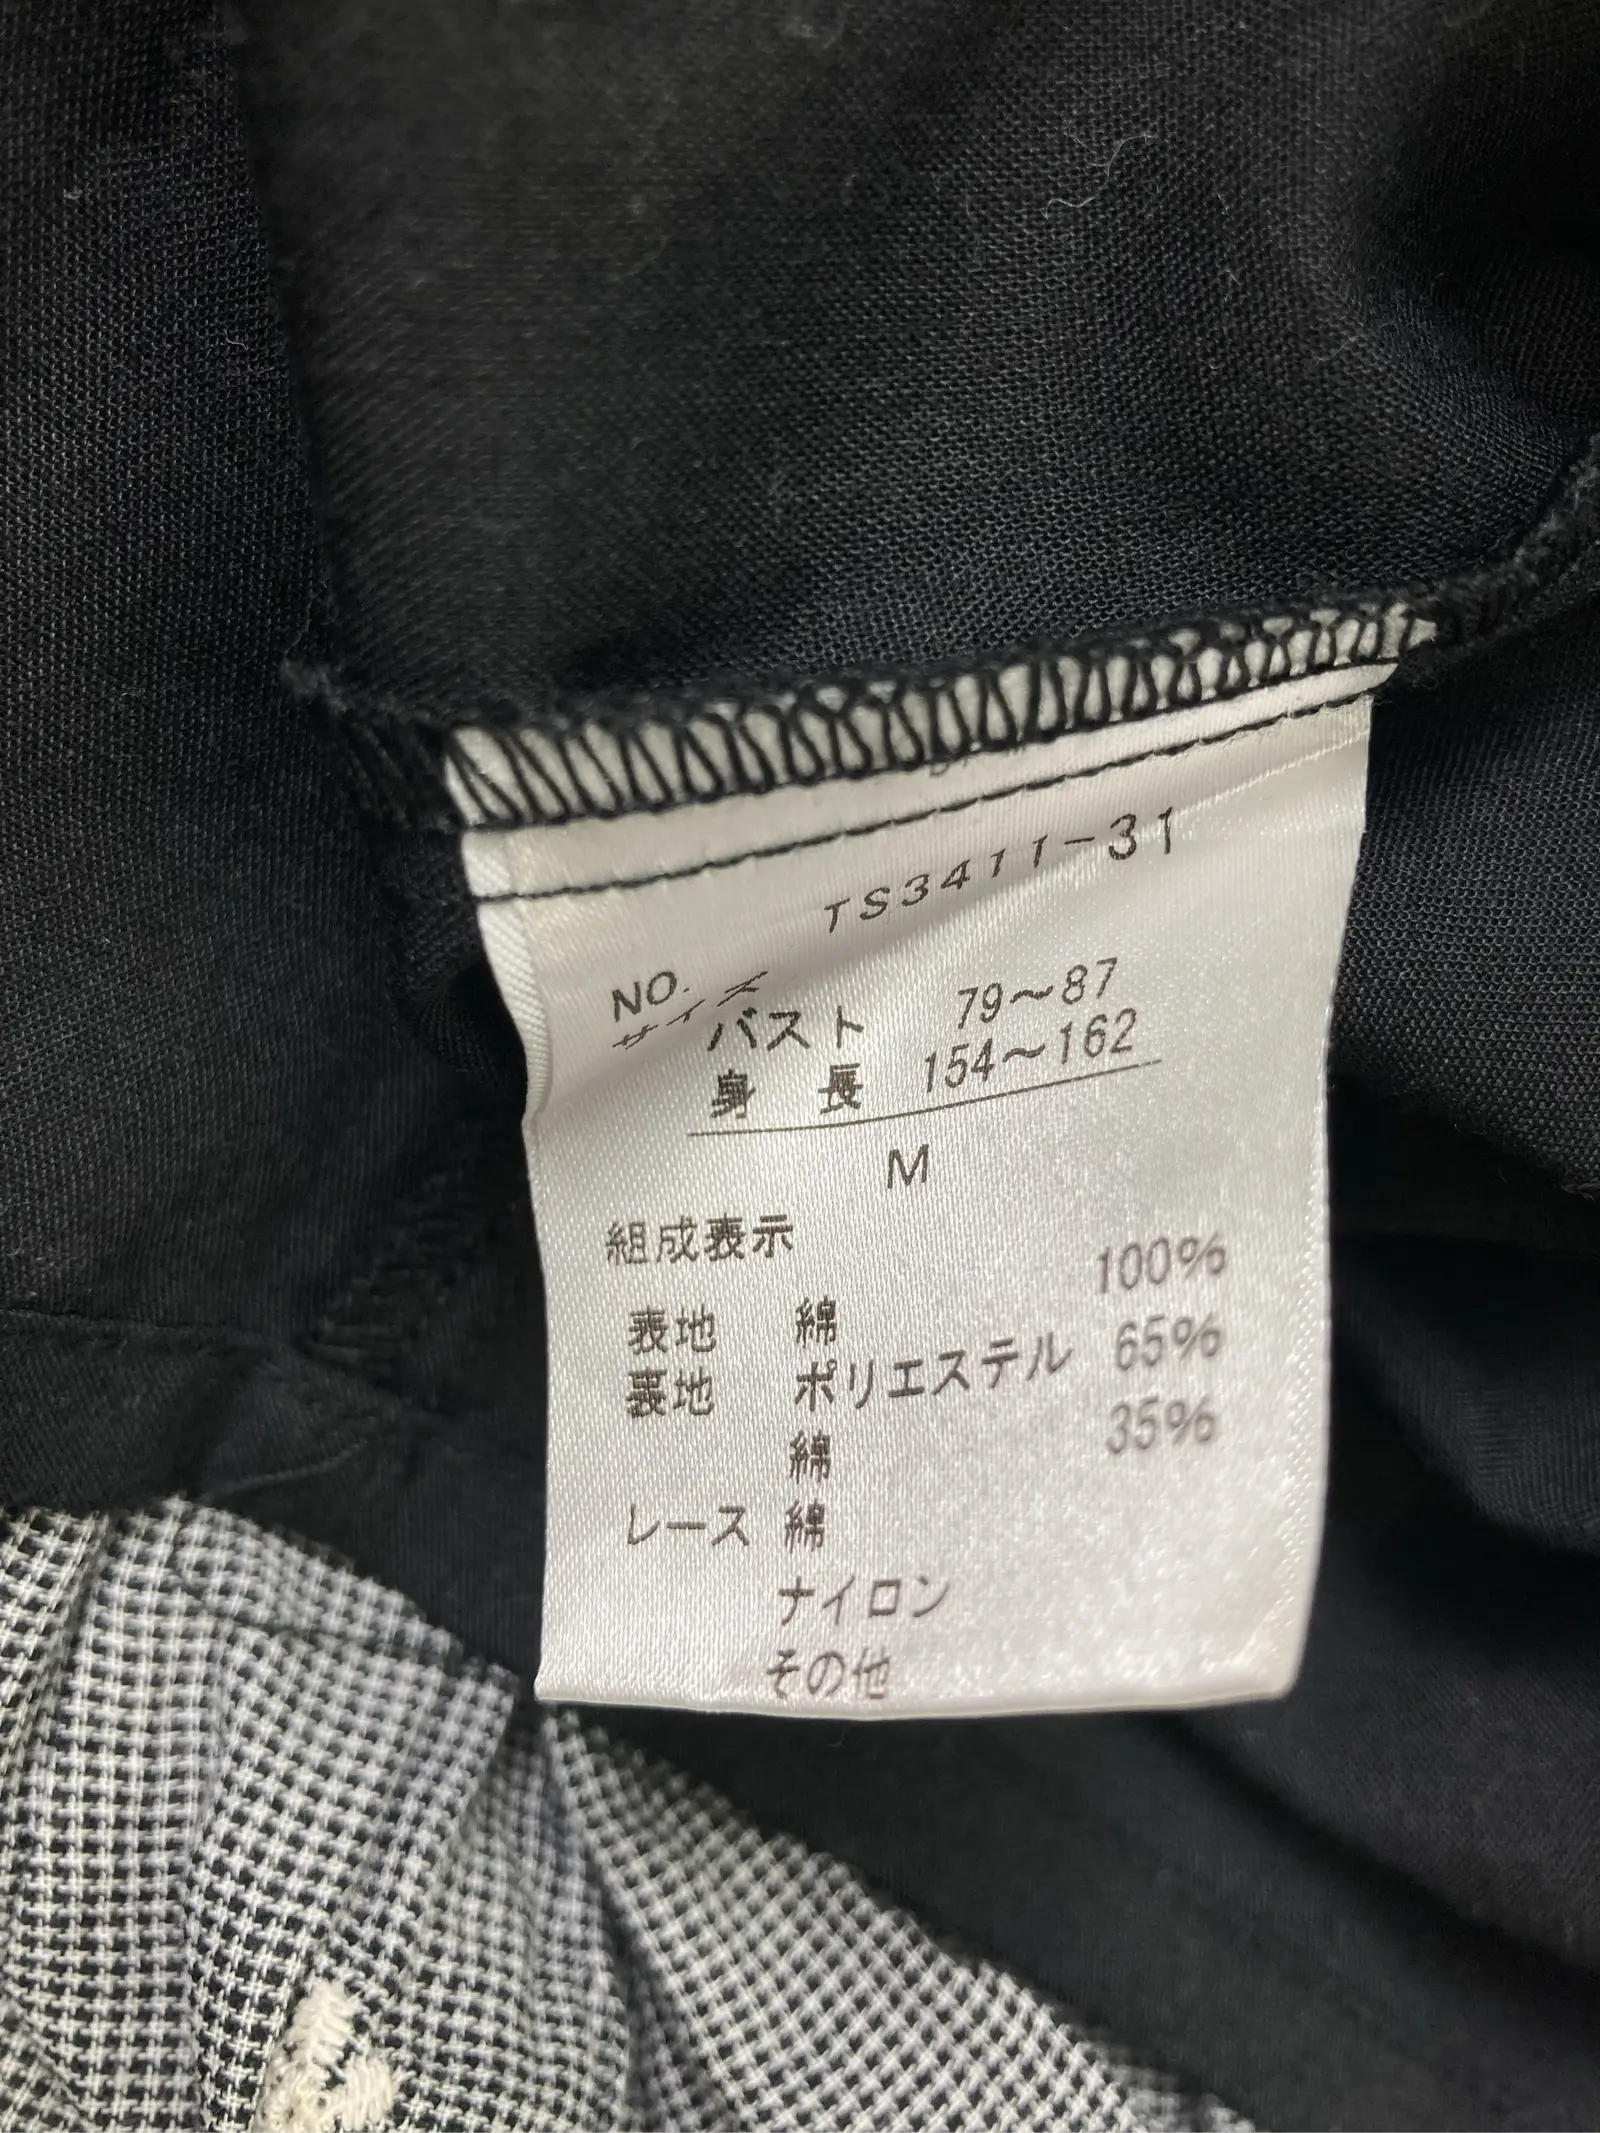 NO. TS3411-31
サイズ
バスト 79～87
身 長 154～162
M
組成表示
表地 綿 100%
裏地 ポリエステル 65%
綿 35%
レース 綿
ナイロン
その他